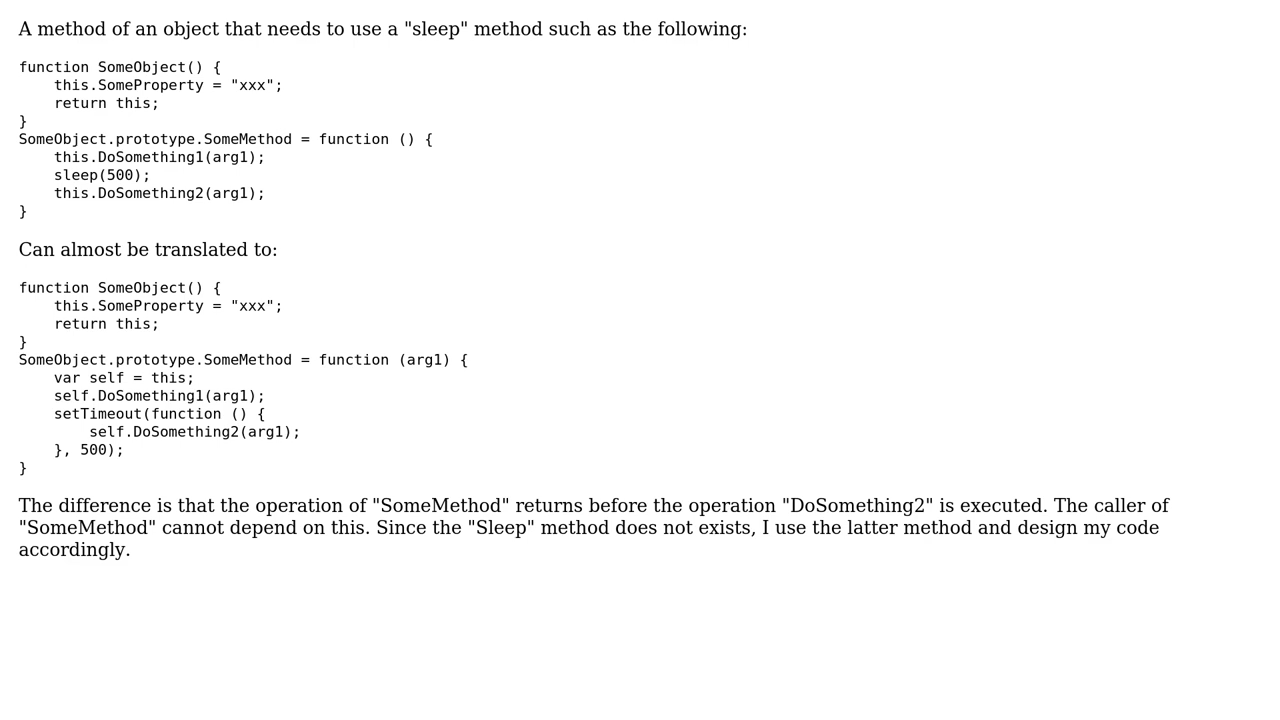 A method of an object that needs to use a "sleep" method such as the following:
function SomeObject() {
    this.SomeProperty = "xxx";
    return this;
}
SomeObject.prototype.SomeMethod = function () {
    this.DoSomething1(arg1);
    sleep(500);
    this.DoSomething2(arg1);
}
Can almost be translated to:
function SomeObject() {
    this.SomeProperty = "xxx";
    return this;
}
SomeObject.prototype.SomeMethod = function (arg1) {
    var self = this;
    self.DoSomething1(arg1);
    setTimeout(function () {
        self.DoSomething2(arg1);
    }, 500);
}
The difference is that the operation of "SomeMethod" returns before the operation "DoSomething2" is executed. The caller of
"SomeMethod" cannot depend on this. Since the "Sleep" method does not exists, I use the latter method and design my code
accordingly.